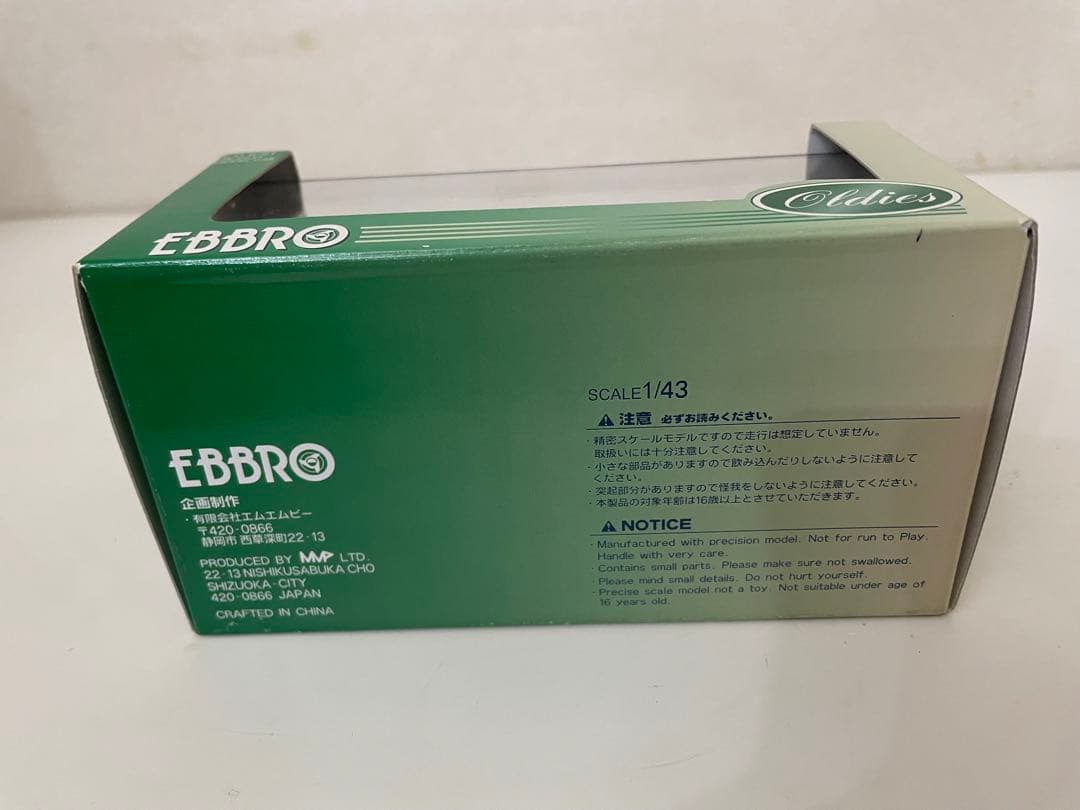 EBBRO
Oldies
SCALE1/43
注意 必ずお読みください。
・精密スケールモデルですので走行は想定していません。
取扱いには十分注意してください。
・小さな部品がありますので飲み込んだりしないように注意して
ください。
・突起部分がありますので怪我をしないように注意してください。
・本製品の対象年齢は16歳以上とさせていただきます。
NOTICE
・Manufactured with precision model. Not for run to Play.
Handle with very care.
・Contains small parts. Please make sure not swallowed.
・Please mind small details. Do not hurt yourself.
・Precise scale model not a toy. Not suitable under age of
16 years old.
EBBRO
企画制作
・有限会社エムエムピー
〒420-0866
静岡市 西草深町22-13
PRODUCED BY MMP LTD.
22-13 NISHIKUSABUKA CHO
SHIZUOKA-CITY
420-0866 JAPAN
CRAFTED IN CHINA